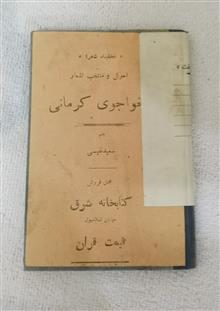 احوال و منتخب اشعار
خواجوی کرمانی
بقلم
سعید نفیسی
محل فروش
کتابخانه شرق
قیمت قران